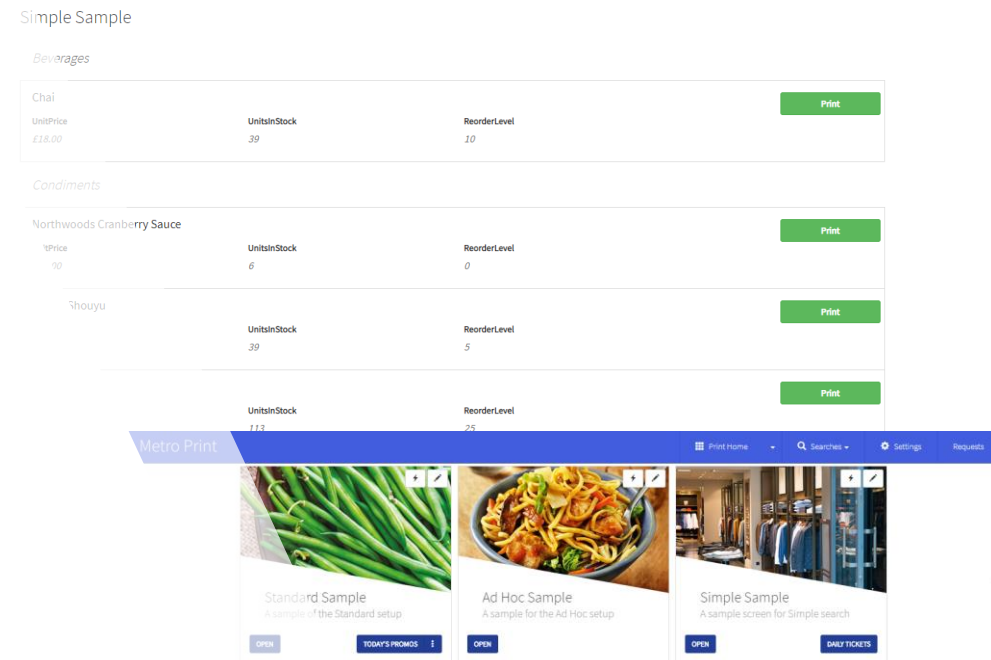 Simple Sample
Beverages
Chai
Print
UnitPrice UnitsInStock ReorderLevel
£18.00 39 10
Condiments
Northwoods Cranberry Sauce
Print
tPrice UnitsInStock ReorderLevel
00 6 0
Shouyu
Print
UnitsInStock ReorderLevel
39 5
Print
UnitsInStock ReorderLevel
113 25
Metro Print Print Home Searches Settings Requests
Standard Sample
A sample of the Standard setup
OPEN TODAY'S PROMOS
Ad Hoc Sample
A sample for the Ad Hoc setup
OPEN
Simple Sample
A sample screen for Simple search
OPEN DAILY TICKETS